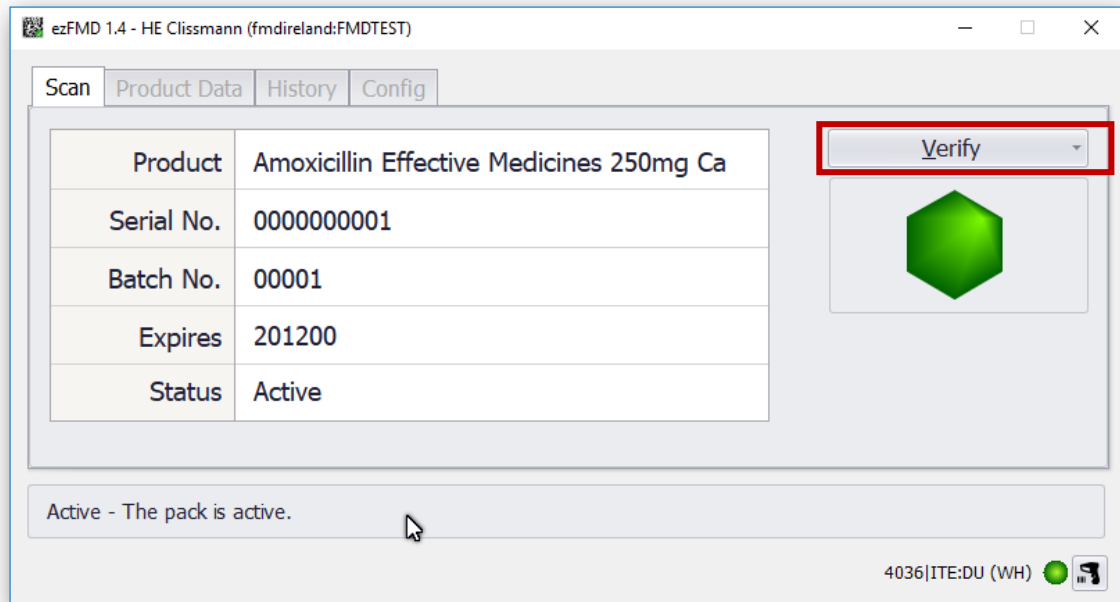 ezFMD 1.4 - HE Clissmann (fmdireland:FMDTEST)
Scan Product Data History Config
Product Amoxicillin Effective Medicines 250mg Ca
Verify
Serial No. 0000000001
Batch No. 00001
Expires 201200
Status Active
Active - The pack is active.
4036|ITE:DU (WH)